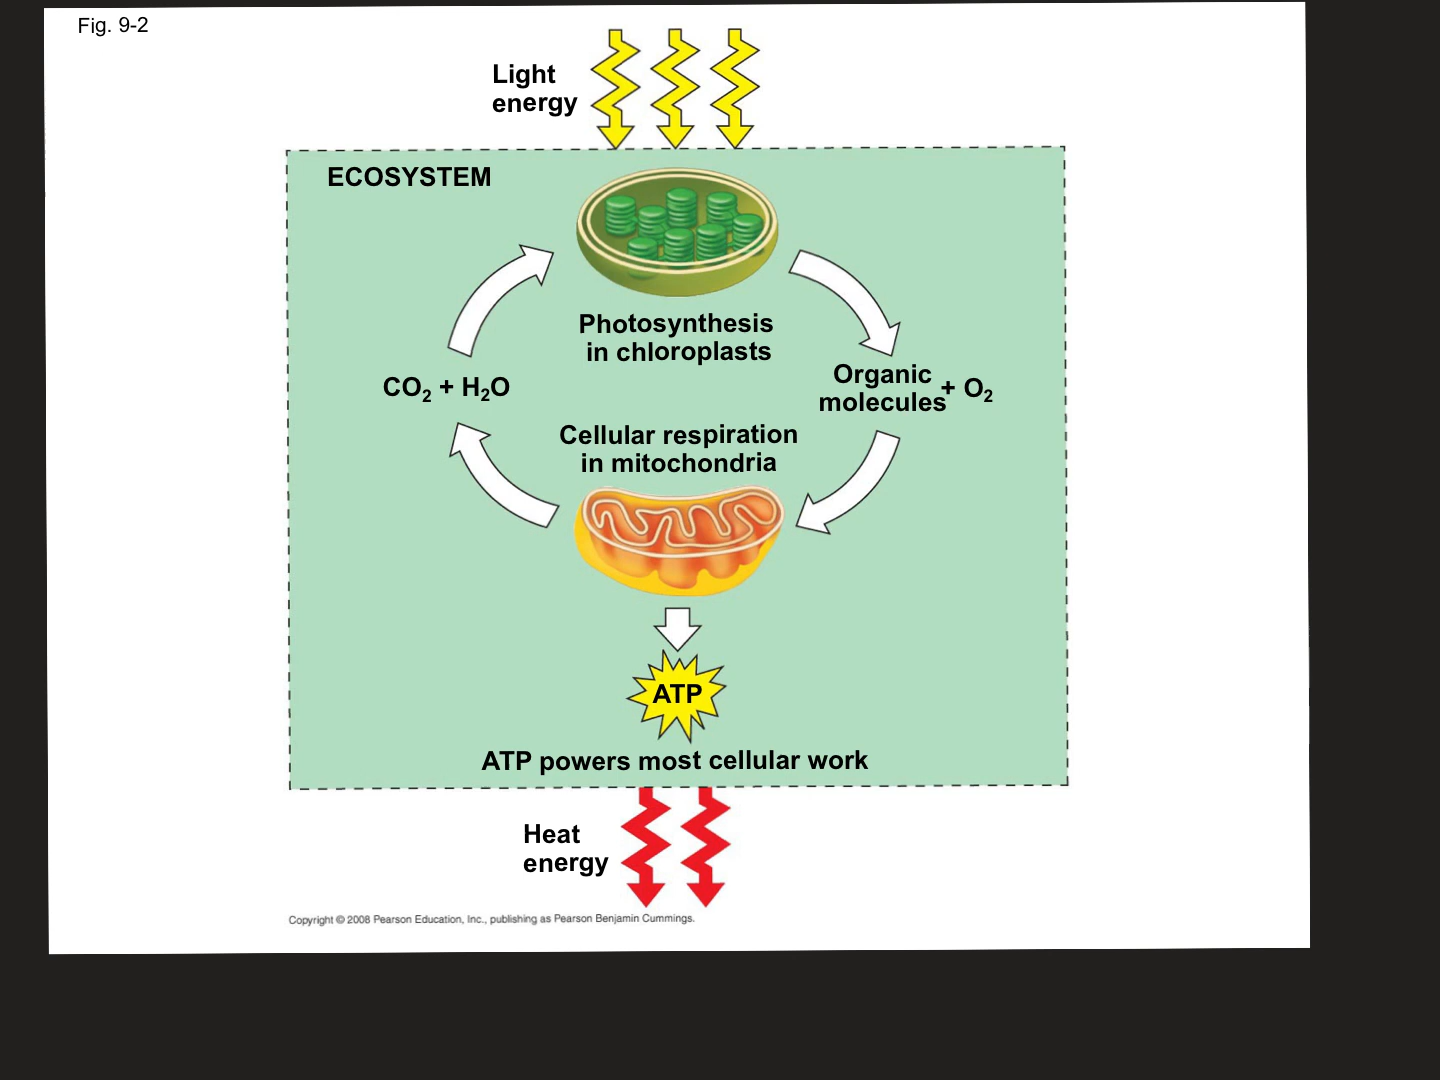 Fig. 9-2
Light
energy
ECOSYSTEM
Photosynthesis
in chloroplasts
CO₂ + H₂O
Organic
molecules + O₂
Cellular respiration
in mitochondria
ATP
ATP powers most cellular work
Heat
energy
Copyright © 2008 Pearson Education, Inc., publishing as Pearson Benjamin Cummings.